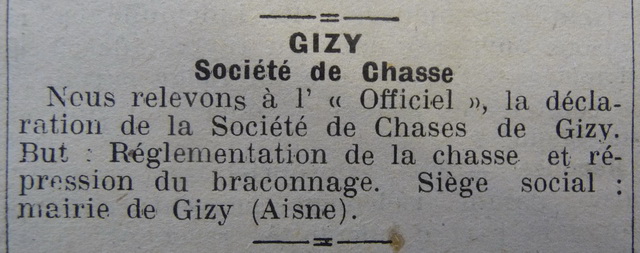 GIZY
Société de Chasse
Nous relevons à l' « Officiel », la décla-
ration de la Société de Chases de Gizy.
But : Réglementation de la chasse et ré-
pression du braconnage. Siège social :
mairie de Gizy (Aisne).